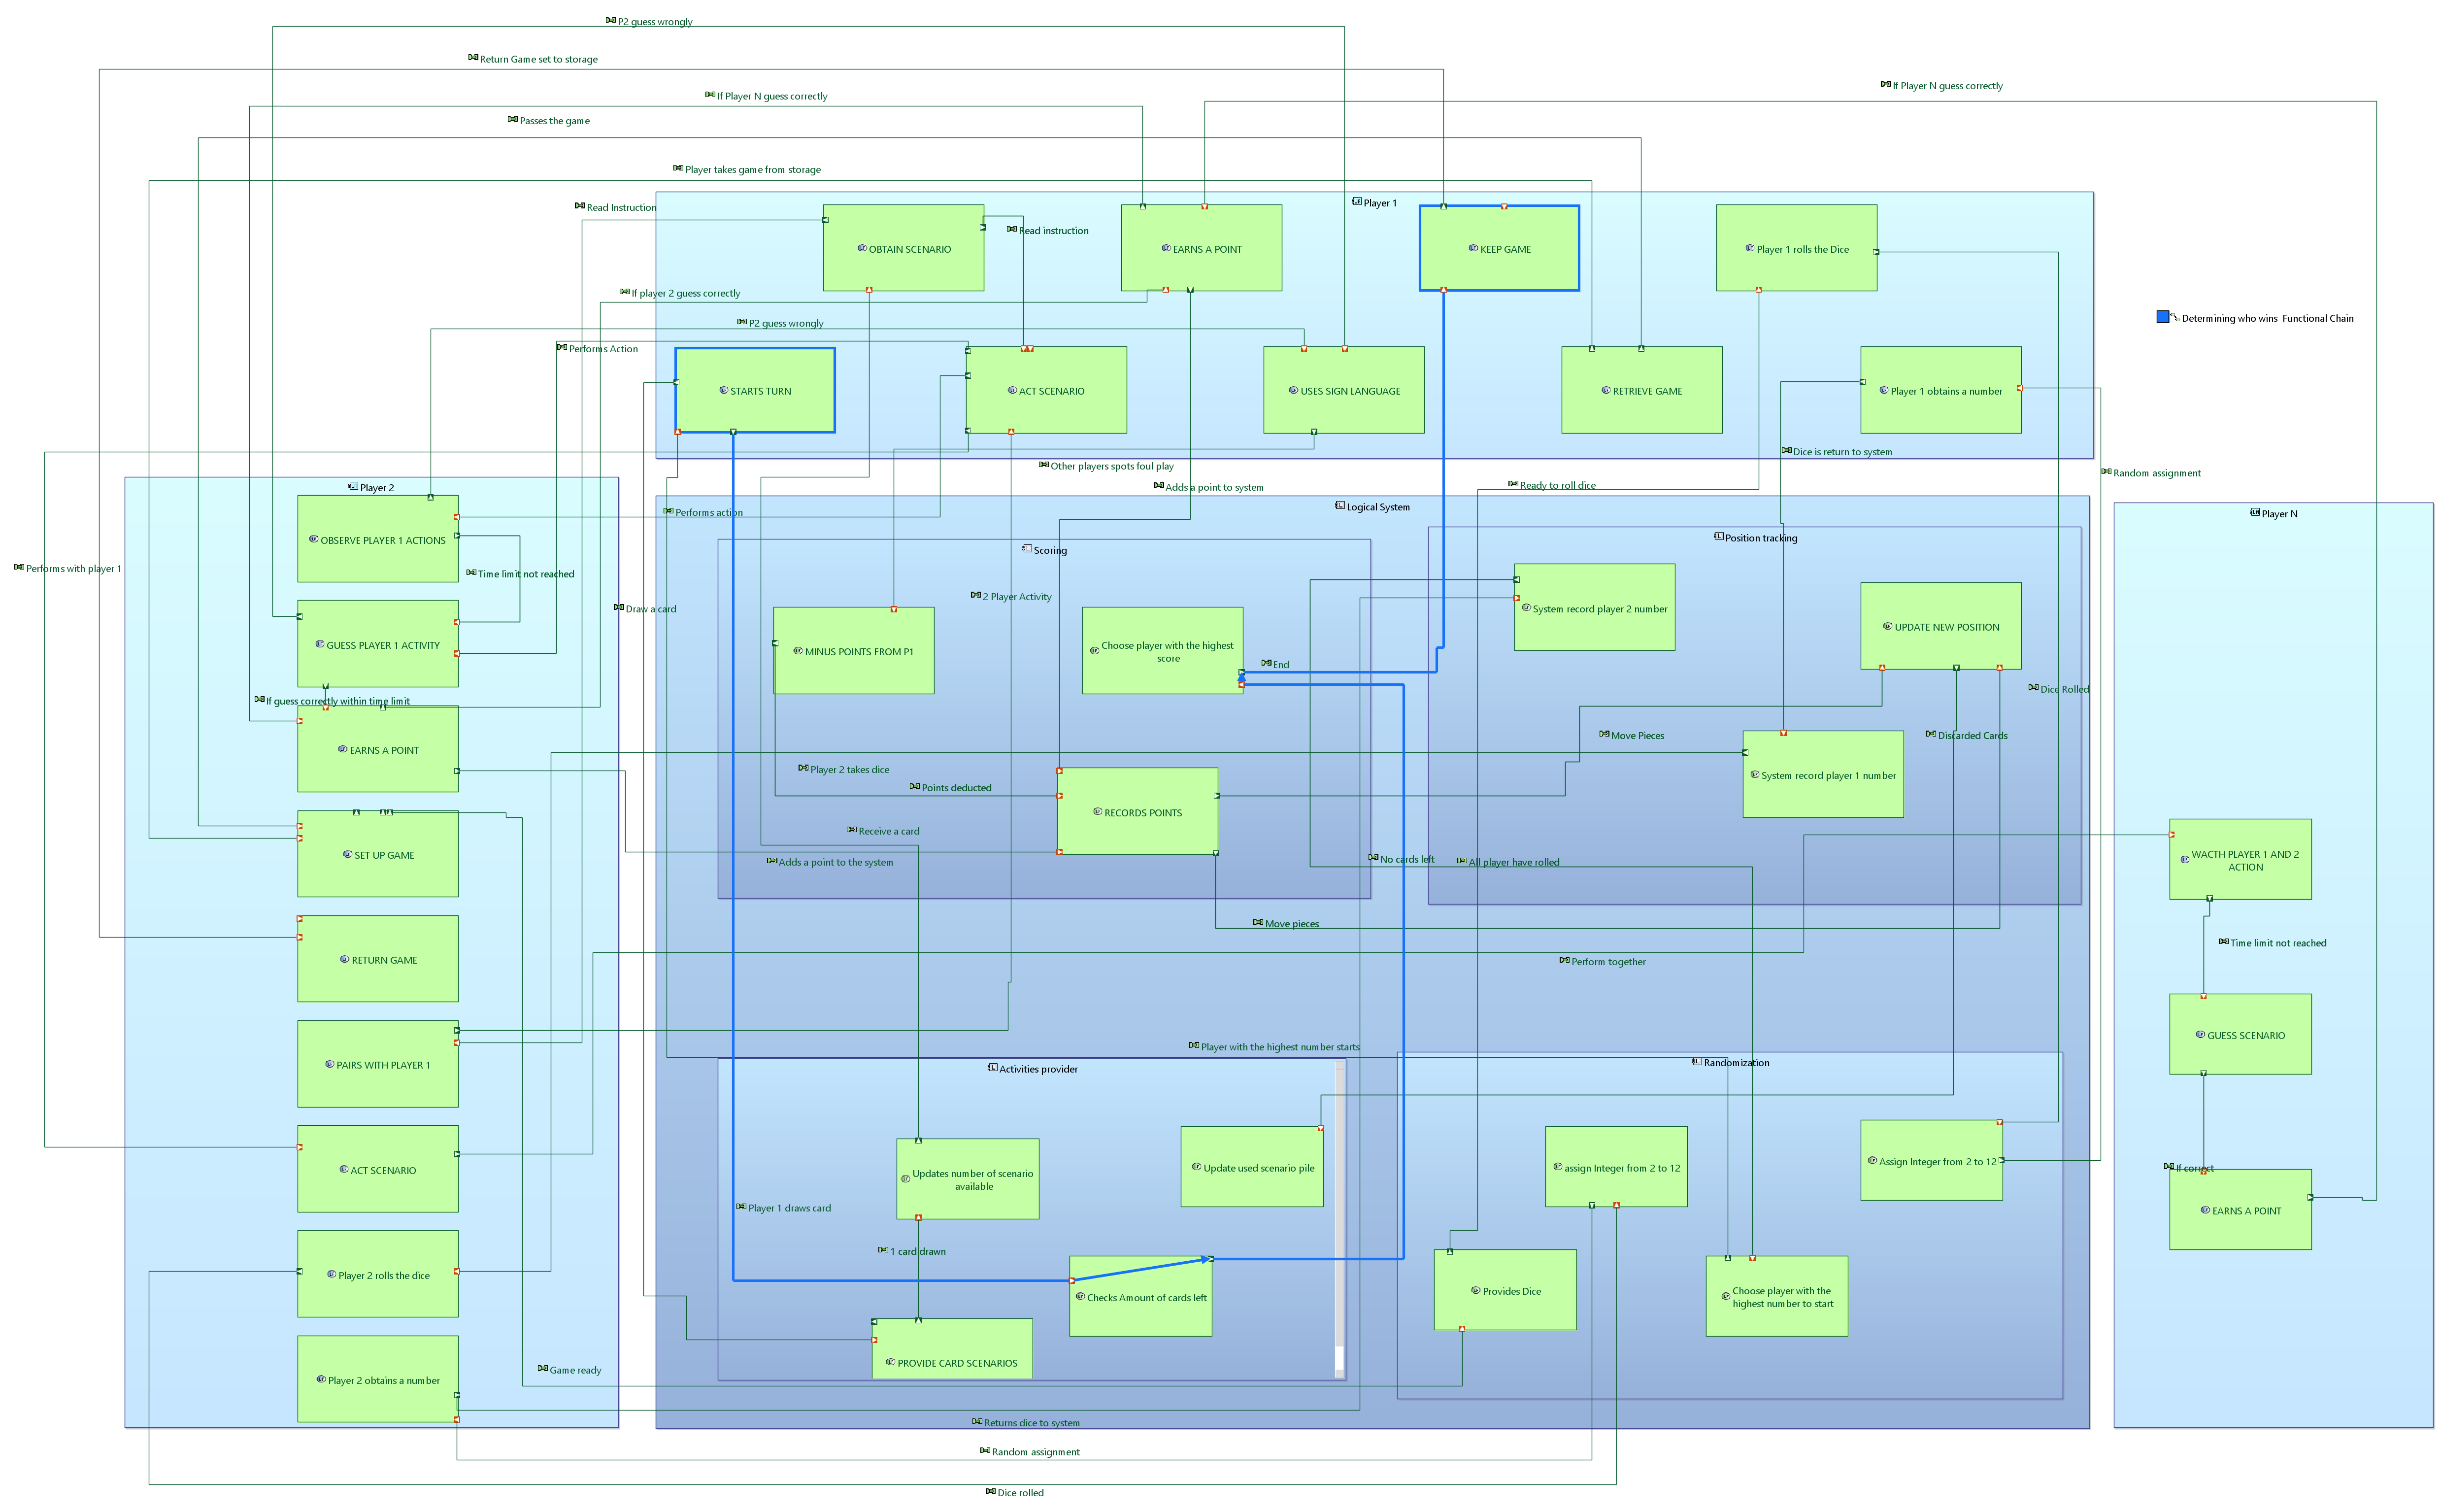 P2 guess wrongly
Return Game set to storage
If Player N guess correctly
If Player N guess correctly
Passes the game
Player takes game from storage
Player 1
Read Instruction
Read instruction
OBTAIN SCENARIO
EARNS A POINT
KEEP GAME
Player 1 rolls the Dice
If player 2 guess correctly
P2 guess wrongly
Determining who wins Functional Chain
Performs Action
STARTS TURN
ACT SCENARIO
USES SIGN LANGUAGE
RETRIEVE GAME
Player 1 obtains a number
Dice is return to system
Other players spots foul play
Random assignment
Adds a point to system
Ready to roll dice
Player 2
Logical System
Performs action
Player N
OBSERVE PLAYER 1 ACTIONS
Position tracking
Scoring
Performs with player 1
Time limit not reached
Draw a card
2 Player Activity
System record player 2 number
UPDATE NEW POSITION
GUESS PLAYER 1 ACTIVITY
MINUS POINTS FROM P1
Choose player with the highest
score
End
Dice Rolled
If guess correctly within time limit
Move Pieces
Discarded Cards
EARNS A POINT
Player 2 takes dice
System record player 1 number
Points deducted
RECORDS POINTS
Receive a card
SET UP GAME
Adds a point to the system
No cards left
All player have rolled
WACTH PLAYER 1 AND 2
ACTION
Move pieces
Time limit not reached
RETURN GAME
Perform together
GUESS SCENARIO
Player with the highest number starts
PAIRS WITH PLAYER 1
Activities provider
Randomization
ACT SCENARIO
Updates number of scenario
available
Update used scenario pile
assign Integer from 2 to 12
Assign Integer from 2 to 12
If correct
Player 1 draws card
EARNS A POINT
1 card drawn
Player 2 rolls the dice
Checks Amount of cards left
Provides Dice
Choose player with the
highest number to start
PROVIDE CARD SCENARIOS
Game ready
Player 2 obtains a number
Returns dice to system
Random assignment
Dice rolled